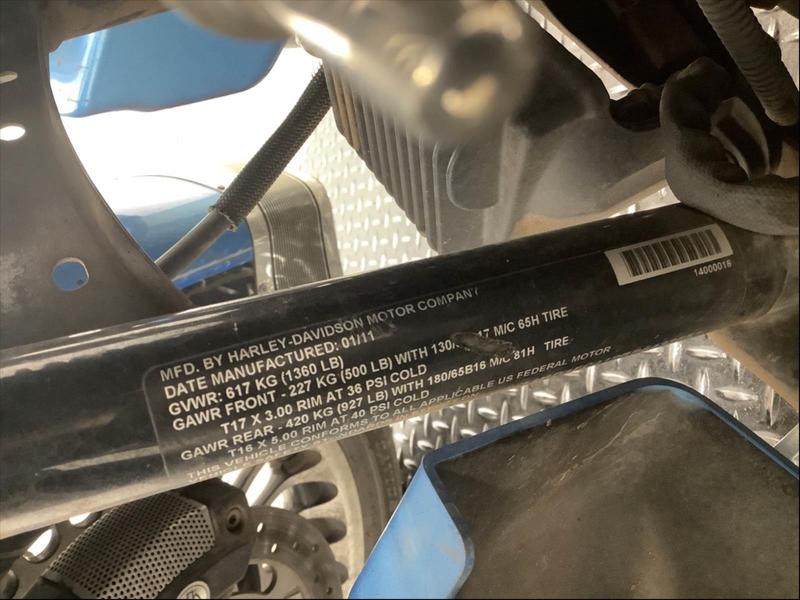 MFD. BY HARLEY-DAVIDSON MOTOR COMPANY
DATE MANUFACTURED: 01/11
GVWR: 617 KG (1360 LB)
GAWR FRONT - 227 KG (500 LB) WITH 130/ 17 M/C 65H TIRE
T17 X 3.00 RIM AT 36 PSI COLD
GAWR REAR - 420 KG (927 LB) WITH 180/65B16 M/C 81H TIRE
T16 X 5.00 RIM AT 40 PSI COLD
THIS VEHICLE CONFORMS TO ALL APPLICABLE US FEDERAL MOTOR
14000016